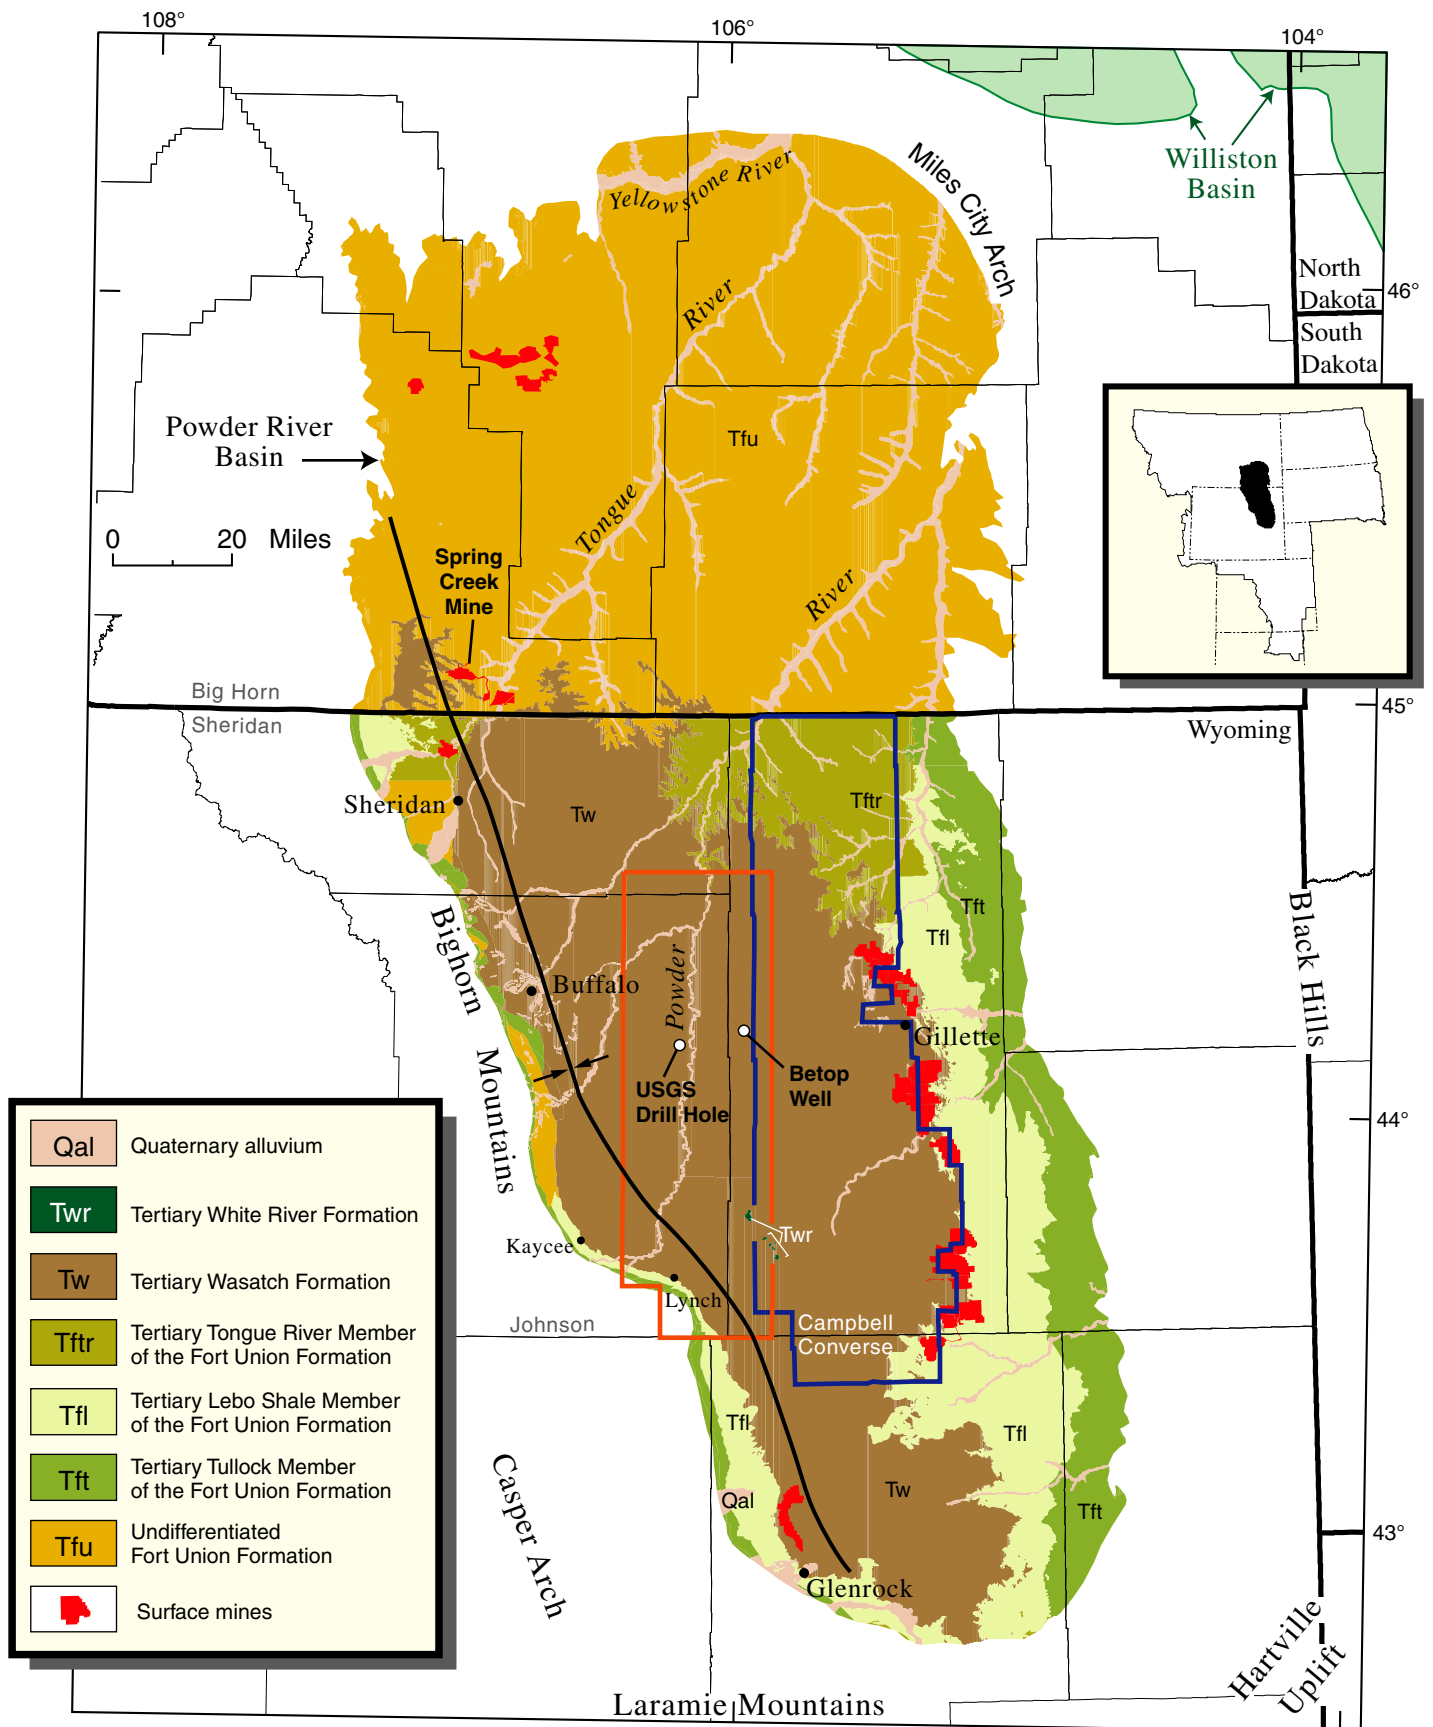 108°
106°
104°
Williston
Basin
Miles City Arch
Yellowstone River
North
Dakota
46°
South
Dakota
River
Powder River
Basin
Tfu
0 20 Miles
Tongue
Spring
Creek
Mine
River
Big Horn
Sheridan
45°
Wyoming
Sheridan
Tw
Tftr
Tft
Tfl
Black Hills
Bighorn
Mountains
Buffalo
Powder
Gillette
USGS
Drill Hole
Betop
Well
44°
Twr
Kaycee
Lynch
Johnson
Campbell
Converse
Tfl
Tfl
Tw
Qal
Tft
43°
Casper Arch
Glenrock
Hartville
Uplift
Laramie Mountains
Qal Quaternary alluvium
Twr Tertiary White River Formation
Tw Tertiary Wasatch Formation
Tftr Tertiary Tongue River Member
of the Fort Union Formation
Tfl Tertiary Lebo Shale Member
of the Fort Union Formation
Tft Tertiary Tullock Member
of the Fort Union Formation
Tfu Undifferentiated
Fort Union Formation
Surface mines